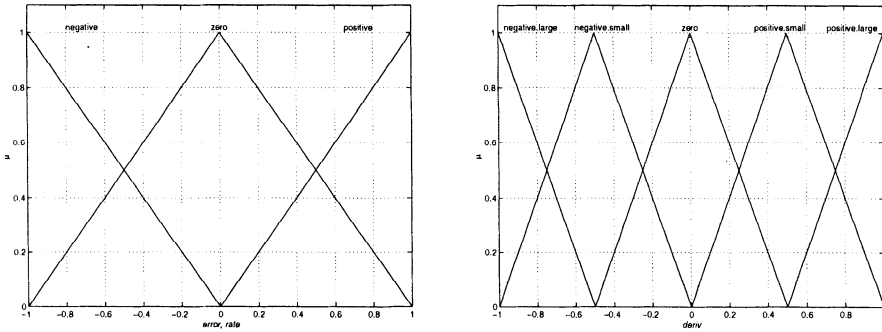 negative zero positive
1
0.8
0.6
μ
0.4
0.2
0
-1 -0.8 -0.6 -0.4 -0.2 0 0.2 0.4 0.6 0.8 1
error, rate
negative.large negative.small zero positive.small positive.large
1
0.8
0.6
μ
0.4
0.2
0
-1 -0.8 -0.6 -0.4 -0.2 0 0.2 0.4 0.6 0.8
deriv